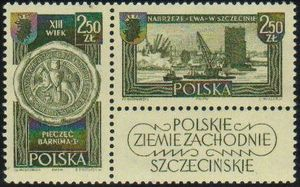 XIII
WIEK
2,50
ZŁ
PIECZĘĆ
BARNIMA·I·
POLSKA
NABRZEŻE „EWA" W SZCZECINIE
2,50
ZŁ
POLSKA
POLSKIE
ZIEMIE ZACHODNIE
SZCZECIŃSKIE